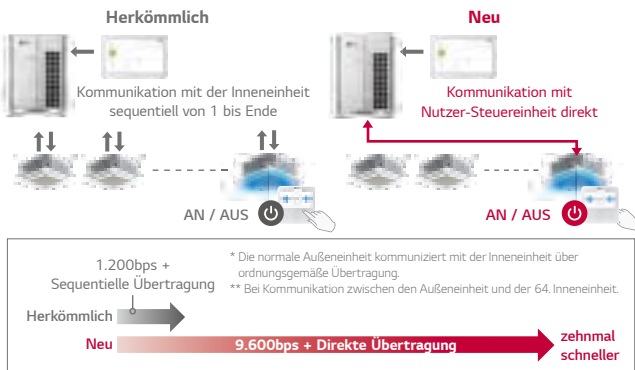 Herkömmlich
Kommunikation mit der Inneneinheit
sequentiell von 1 bis Ende
AN / AUS
Neu
Kommunikation mit
Nutzer-Steuereinheit direkt
AN / AUS
1.200bps +
Sequentielle Übertragung
* Die normale Außeneinheit kommuniziert mit der Inneneinheit über
ordnungsgemäße Übertragung.
** Bei Kommunikation zwischen den Außeneinheit und der 64. Inneneinheit.
Herkömmlich
Neu
9.600bps + Direkte Übertragung
zehnmal
schneller